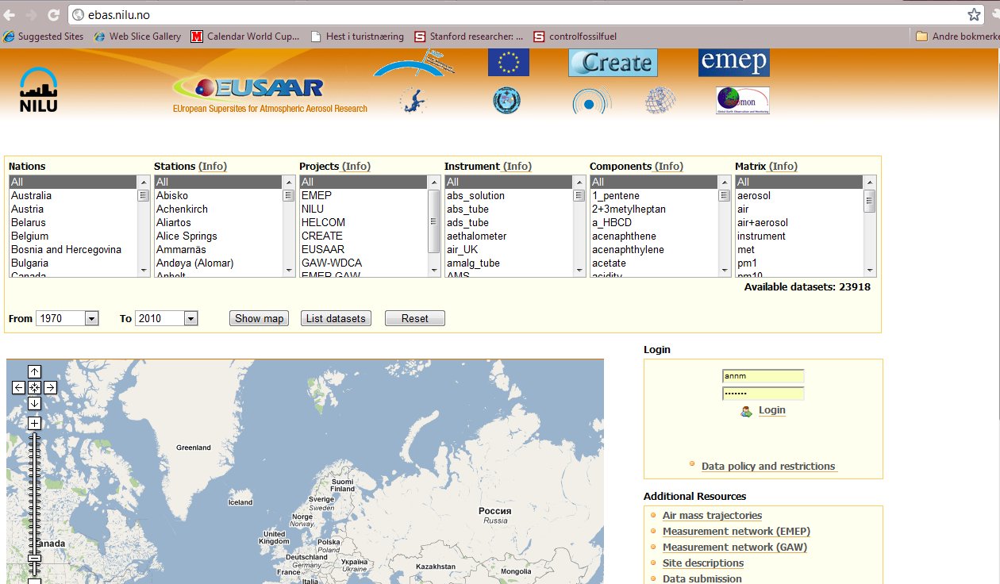 ebas.nilu.no
Suggested Sites Web Slice Gallery Calendar World Cup... Hest i turistnæring Stanford researcher: ... controlfossilfuel Andre bokmerke
NILU
EUSAAR
EUropean Supersites for Atmospheric Aerosol Research
Create
emep
Nations
All
Australia
Austria
Belarus
Belgium
Bosnia and Hercegovina
Bulgaria
Canada
Stations (Info)
All
Abisko
Achenkirch
Aliartos
Alice Springs
Ammarnäs
Andøya (Alomar)
Anholt
Projects (Info)
All
EMEP
NILU
HELCOM
CREATE
EUSAAR
GAW-WDCA
EMEP-GAW
Instrument (Info)
All
abs_solution
abs_tube
ads_tube
aethalometer
air_UK
amalg_tube
AMS
Components (Info)
All
1_pentene
2+3metylheptan
a_HBCD
acenaphthene
acenaphthylene
acetate
acidity
Matrix (Info)
All
aerosol
air
air+aerosol
instrument
met
pm1
pm10
Available datasets: 23918
From 1970 To 2010 Show map List datasets Reset
Greenland
Iceland
Suomi
Finland
Sverige
Sweden
Norge
Norway
Россия
Russia
United
Kingdom
Polska
Poland
Deutschland
Germany
Україна
Ukraine
France
Italia
Kazakhstan
Mongolia
anada
Login
annm
•••••••
Login
Data policy and restrictions
Additional Resources
Air mass trajectories
Measurement network (EMEP)
Measurement network (GAW)
Site descriptions
Data submission